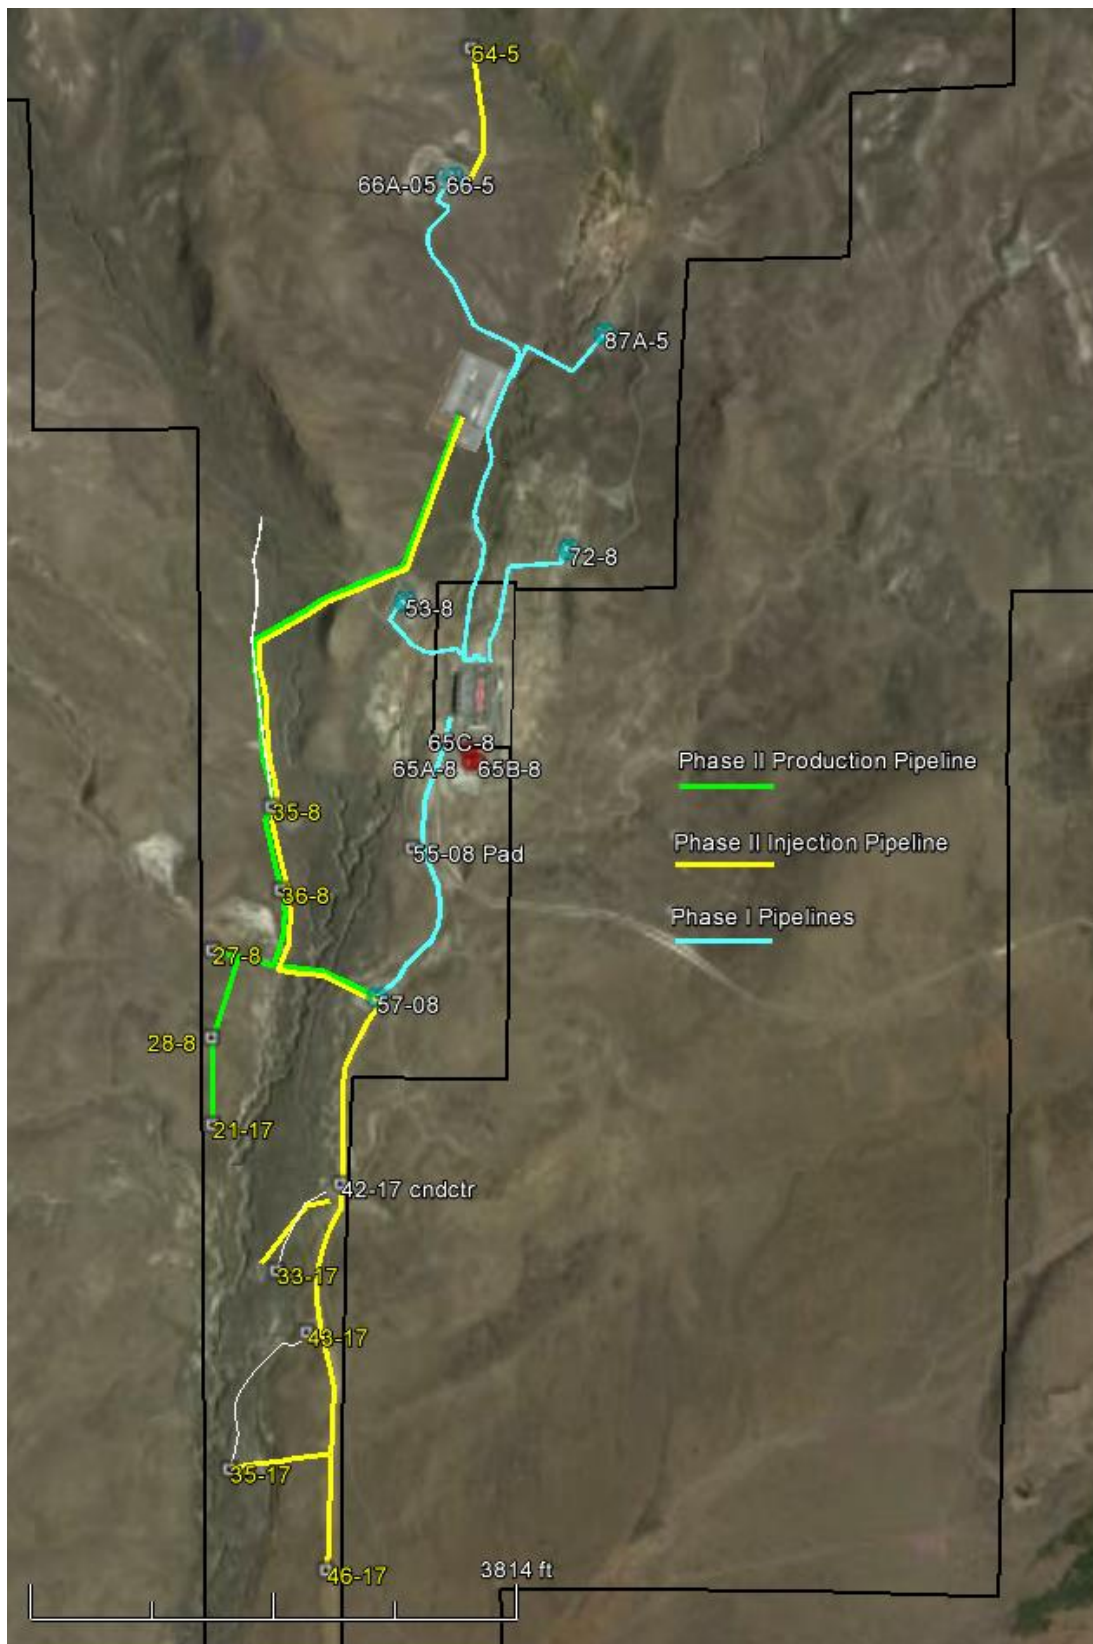 64-5
66A-05 66-5
87A-5
72-8
53-8
65C-8
65A-8 65B-8
Phase II Production Pipeline
35-8
Phase II Injection Pipeline
55-08 Pad
36-8
Phase I Pipelines
27-8
57-08
28-8
21-17
42-17 cndctr
33-17
43-17
35-17
3814 ft
46-17